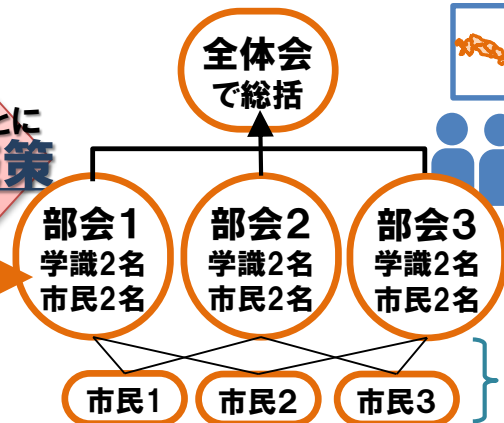 全体会
で総括
とに
策
部会1
学識2名
市民2名
部会2
学識2名
市民2名
部会3
学識2名
市民2名
市民1
市民2
市民3